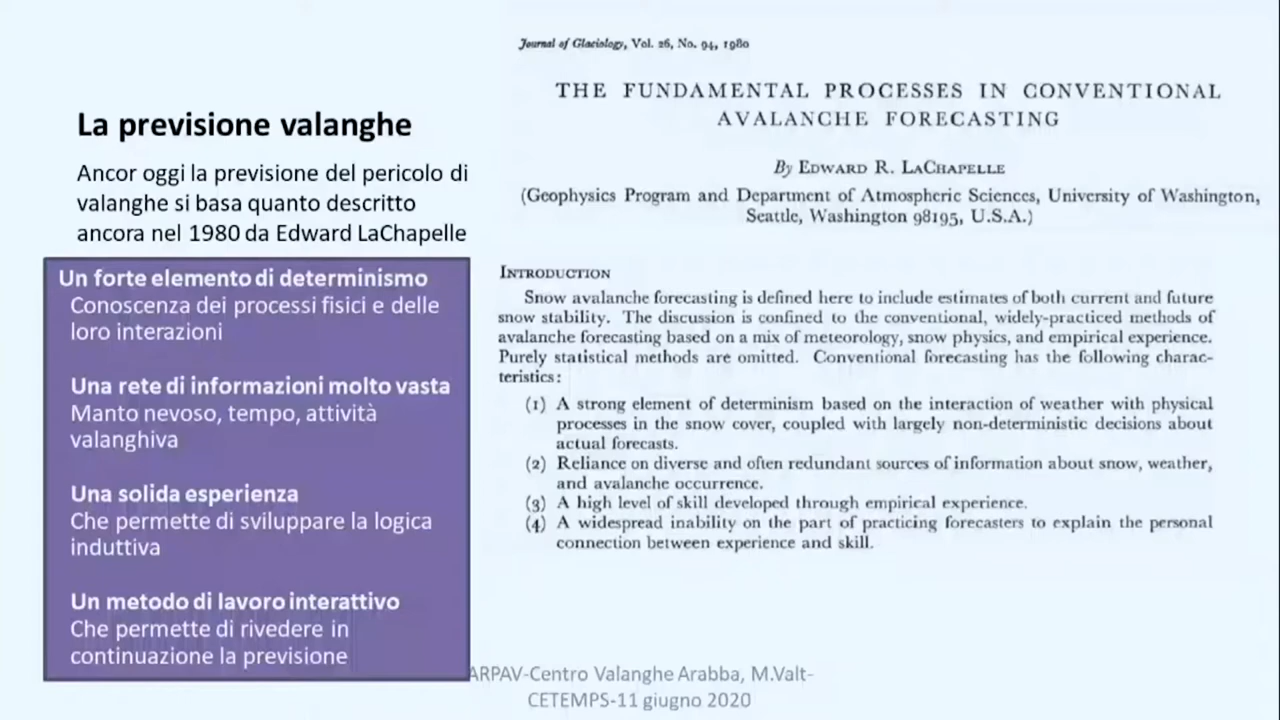 La previsione valanghe
Ancor oggi la previsione del pericolo di
valanghe si basa quanto descritto
ancora nel 1980 da Edward LaChapelle
Un forte elemento di determinismo
Conoscenza dei processi fisici e delle
loro interazioni
Una rete di informazioni molto vasta
Manto nevoso, tempo, attività
valanghiva
Una solida esperienza
Che permette di sviluppare la logica
induttiva
Un metodo di lavoro interattivo
Che permette di rivedere in
continuazione la previsione
Journal of Glaciology, Vol. 26, No. 94, 1980
THE FUNDAMENTAL PROCESSES IN CONVENTIONAL
AVALANCHE FORECASTING
By EDWARD R. LACHAPELLE
(Geophysics Program and Department of Atmospheric Sciences, University of Washington,
Seattle, Washington 98195, U.S.A.)
INTRODUCTION
Snow avalanche forecasting is defined here to include estimates of both current and future
snow stability. The discussion is confined to the conventional, widely-practiced methods of
avalanche forecasting based on a mix of meteorology, snow physics, and empirical experience.
Purely statistical methods are omitted. Conventional forecasting has the following charac-
teristics:
(1) A strong element of determinism based on the interaction of weather with physical
processes in the snow cover, coupled with largely non-deterministic decisions about
actual forecasts.
(2) Reliance on diverse and often redundant sources of information about snow, weather,
and avalanche occurrence.
(3) A high level of skill developed through empirical experience.
(4) A widespread inability on the part of practicing forecasters to explain the personal
connection between experience and skill.
ARPAV-Centro Valanghe Arabba, M.Valt-
CETEMPS-11 giugno 2020